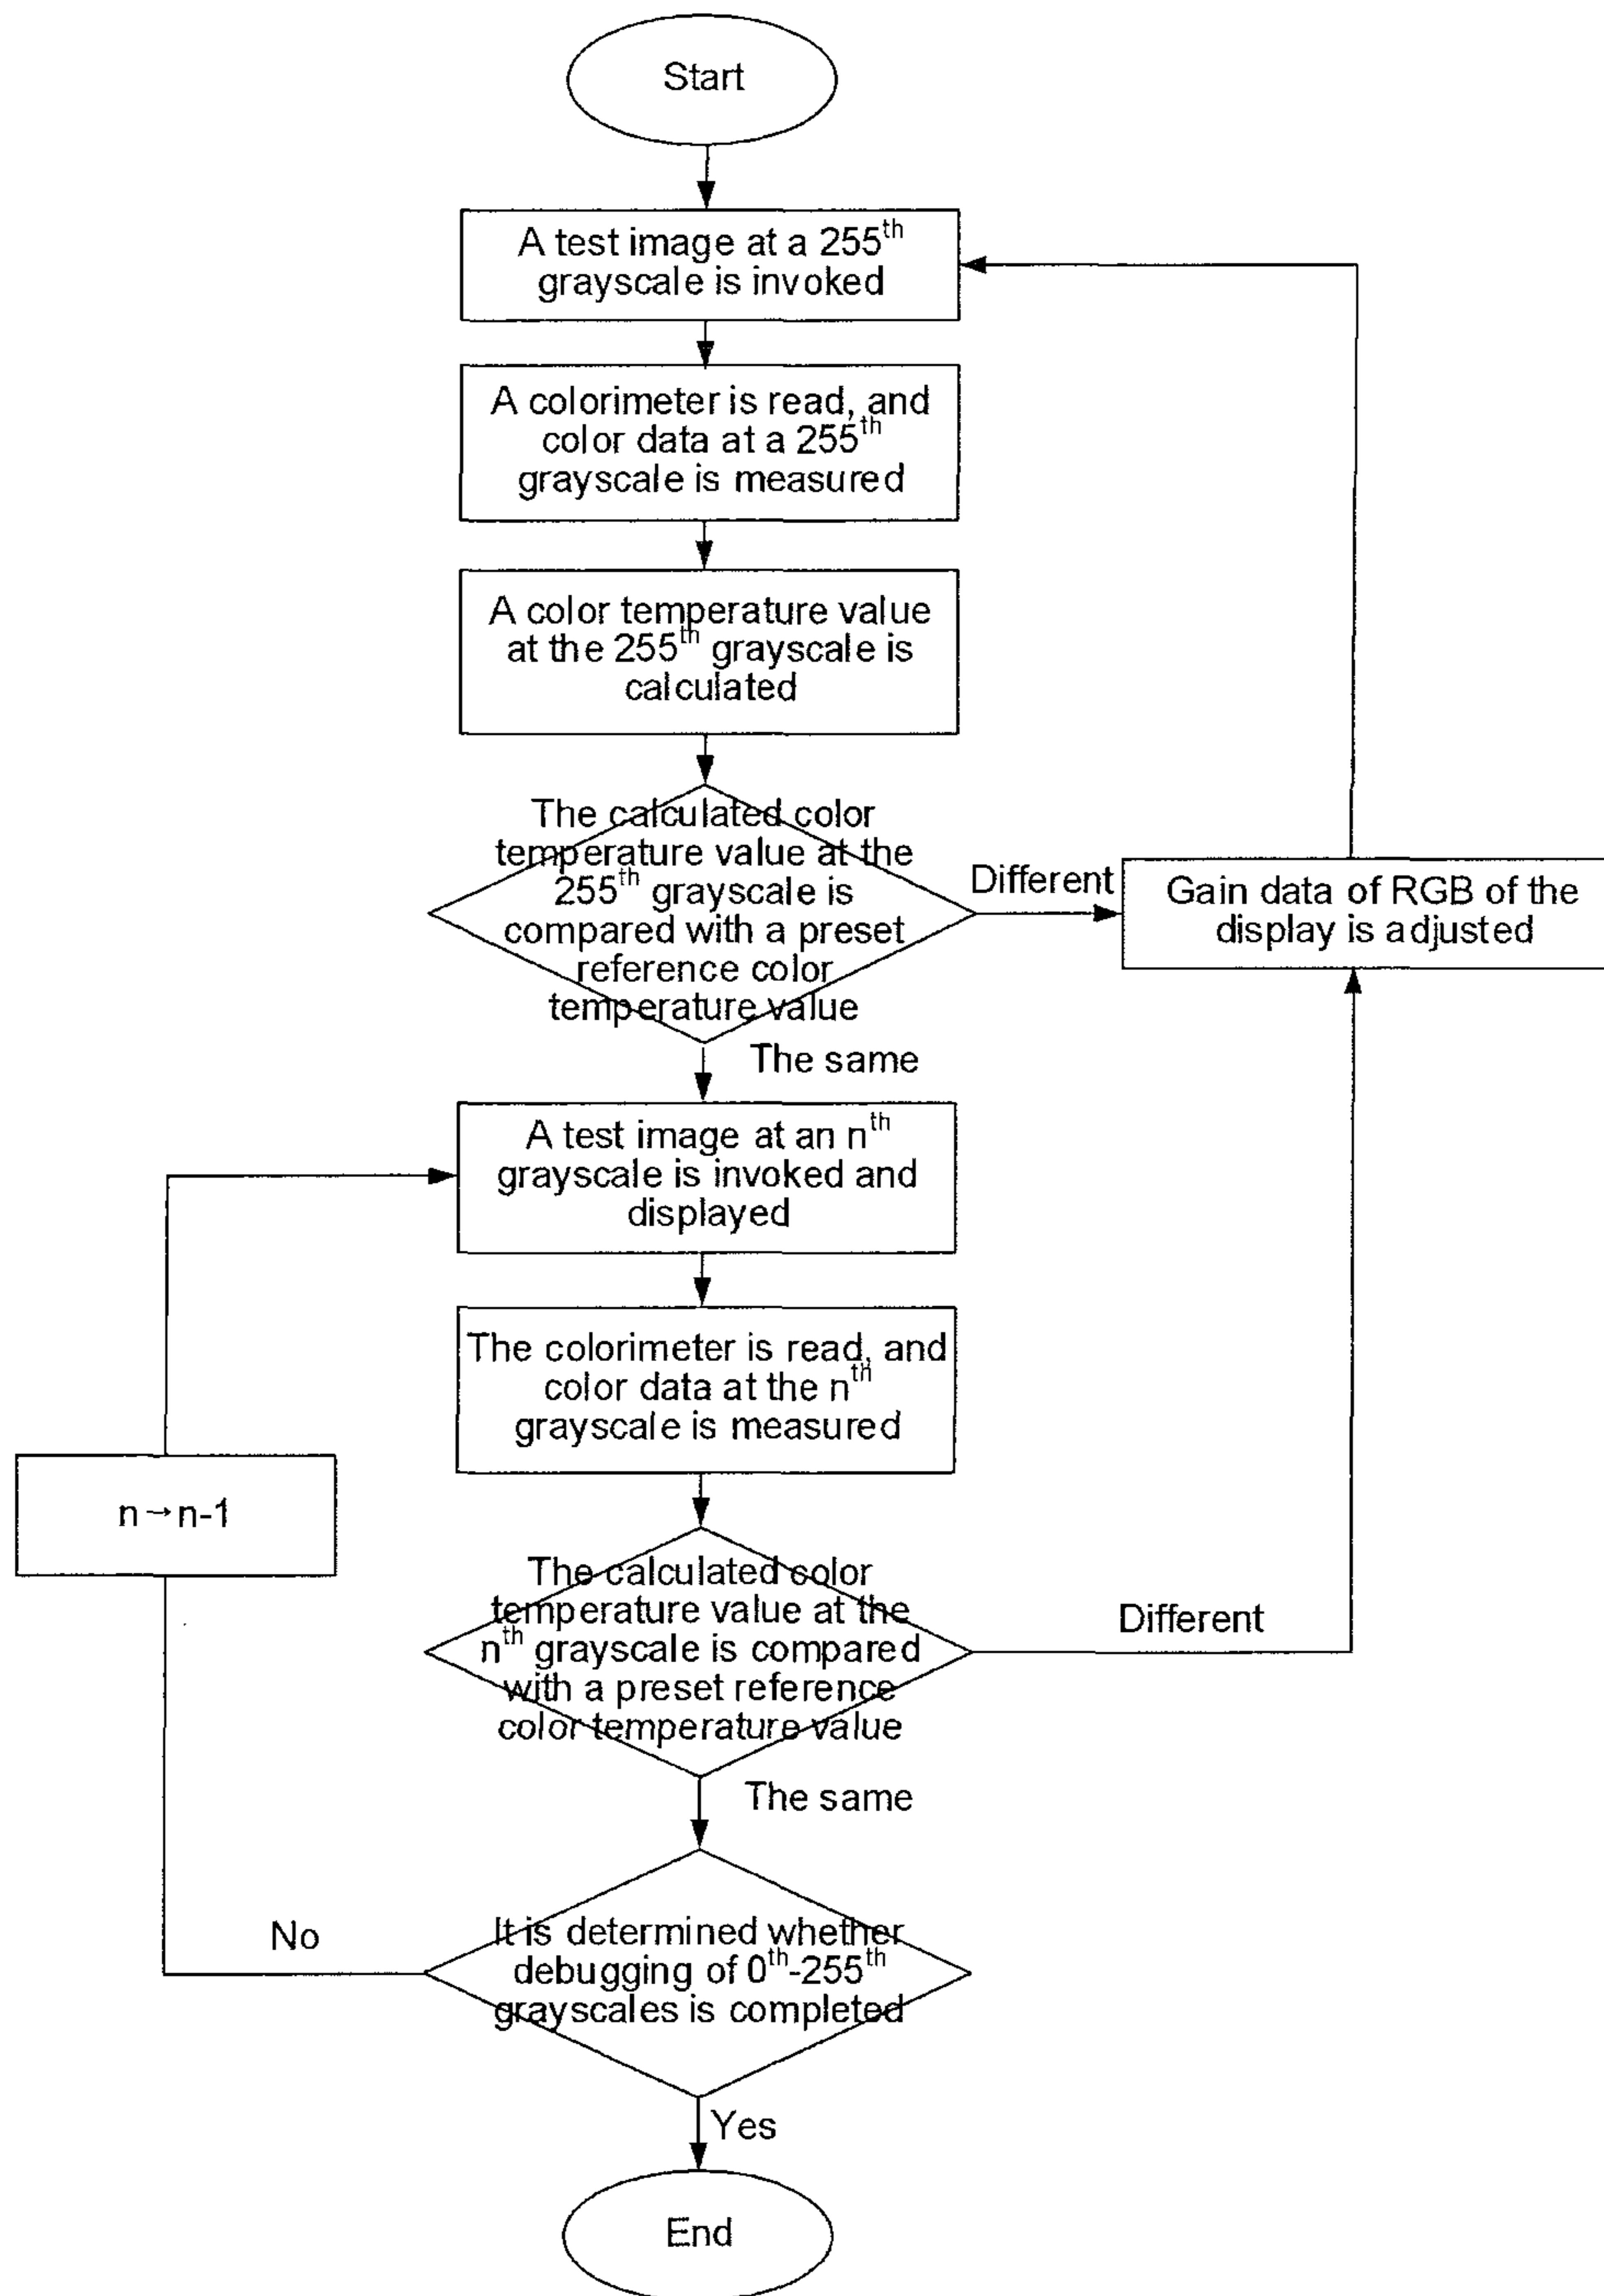 Start
A test image at a 255th
grayscale is invoked
A colorimeter is read, and
color data at a 255th
grayscale is measured
A color temperature value
at the 255th grayscale is
calculated
The calculated color
temperature value at the
255th grayscale is
compared with a preset
reference color
temperature value
Different
Gain data of RGB of the
display is adjusted
The same
A test image at an nth
grayscale is invoked and
displayed
The colorimeter is read, and
color data at the nth
grayscale is measured
n→n-1
The calculated color
temperature value at the
nth grayscale is compared
with a preset reference
color temperature value
Different
The same
It is determined whether
debugging of 0th-255th
grayscales is completed
No
Yes
End